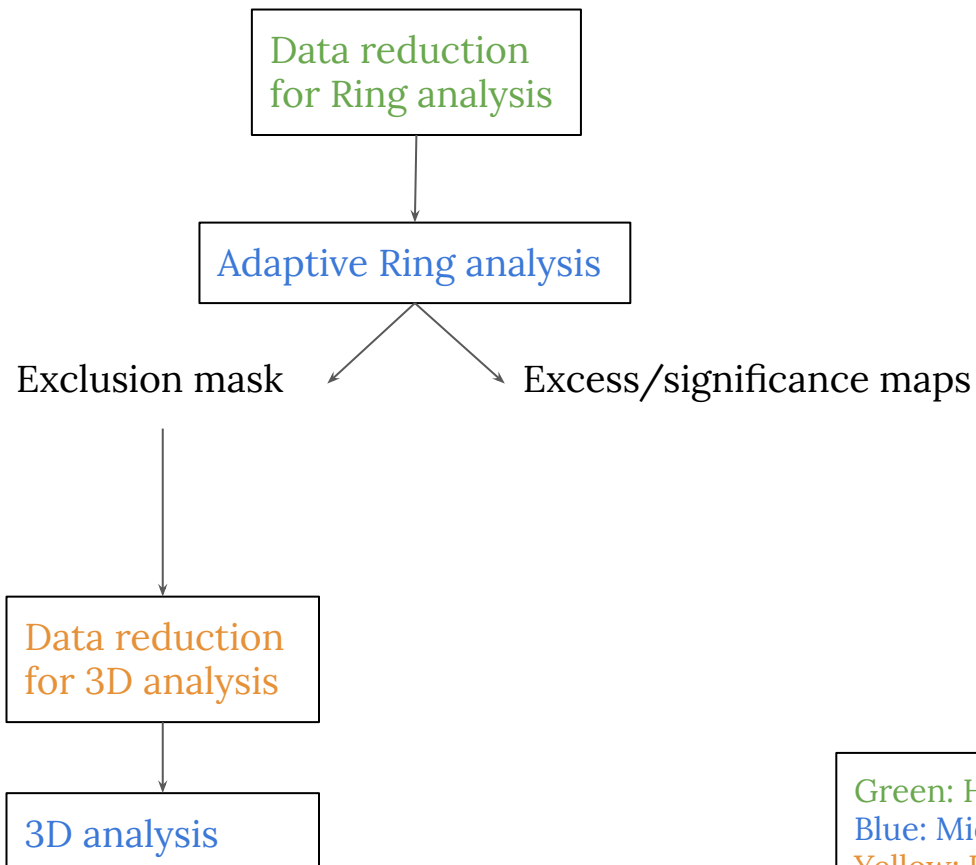 Data reduction
for Ring analysis
Adaptive Ring analysis
Exclusion mask
Excess/significance maps
Data reduction
for 3D analysis
3D analysis
Green:
Blue:
Yellow: